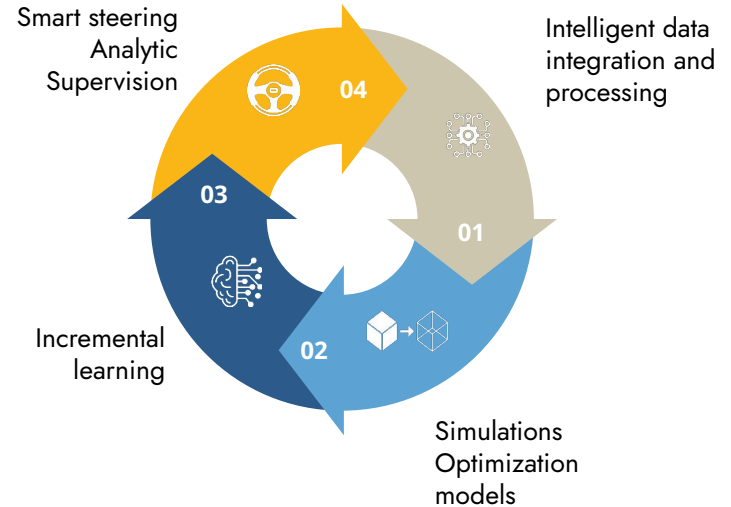 Smart steering
Analytic
Supervision
Intelligent data
integration and
processing
04
03
01
02
Incremental
learning
Simulations
Optimization
models